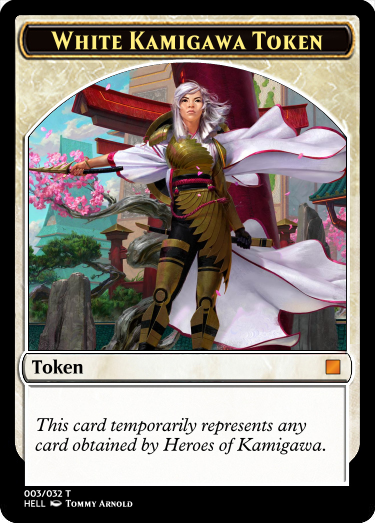 White Kamigawa Token
Token
This card temporarily represents any
card obtained by Heroes of Kamigawa.
003/032 T
HELL Tommy Arnold